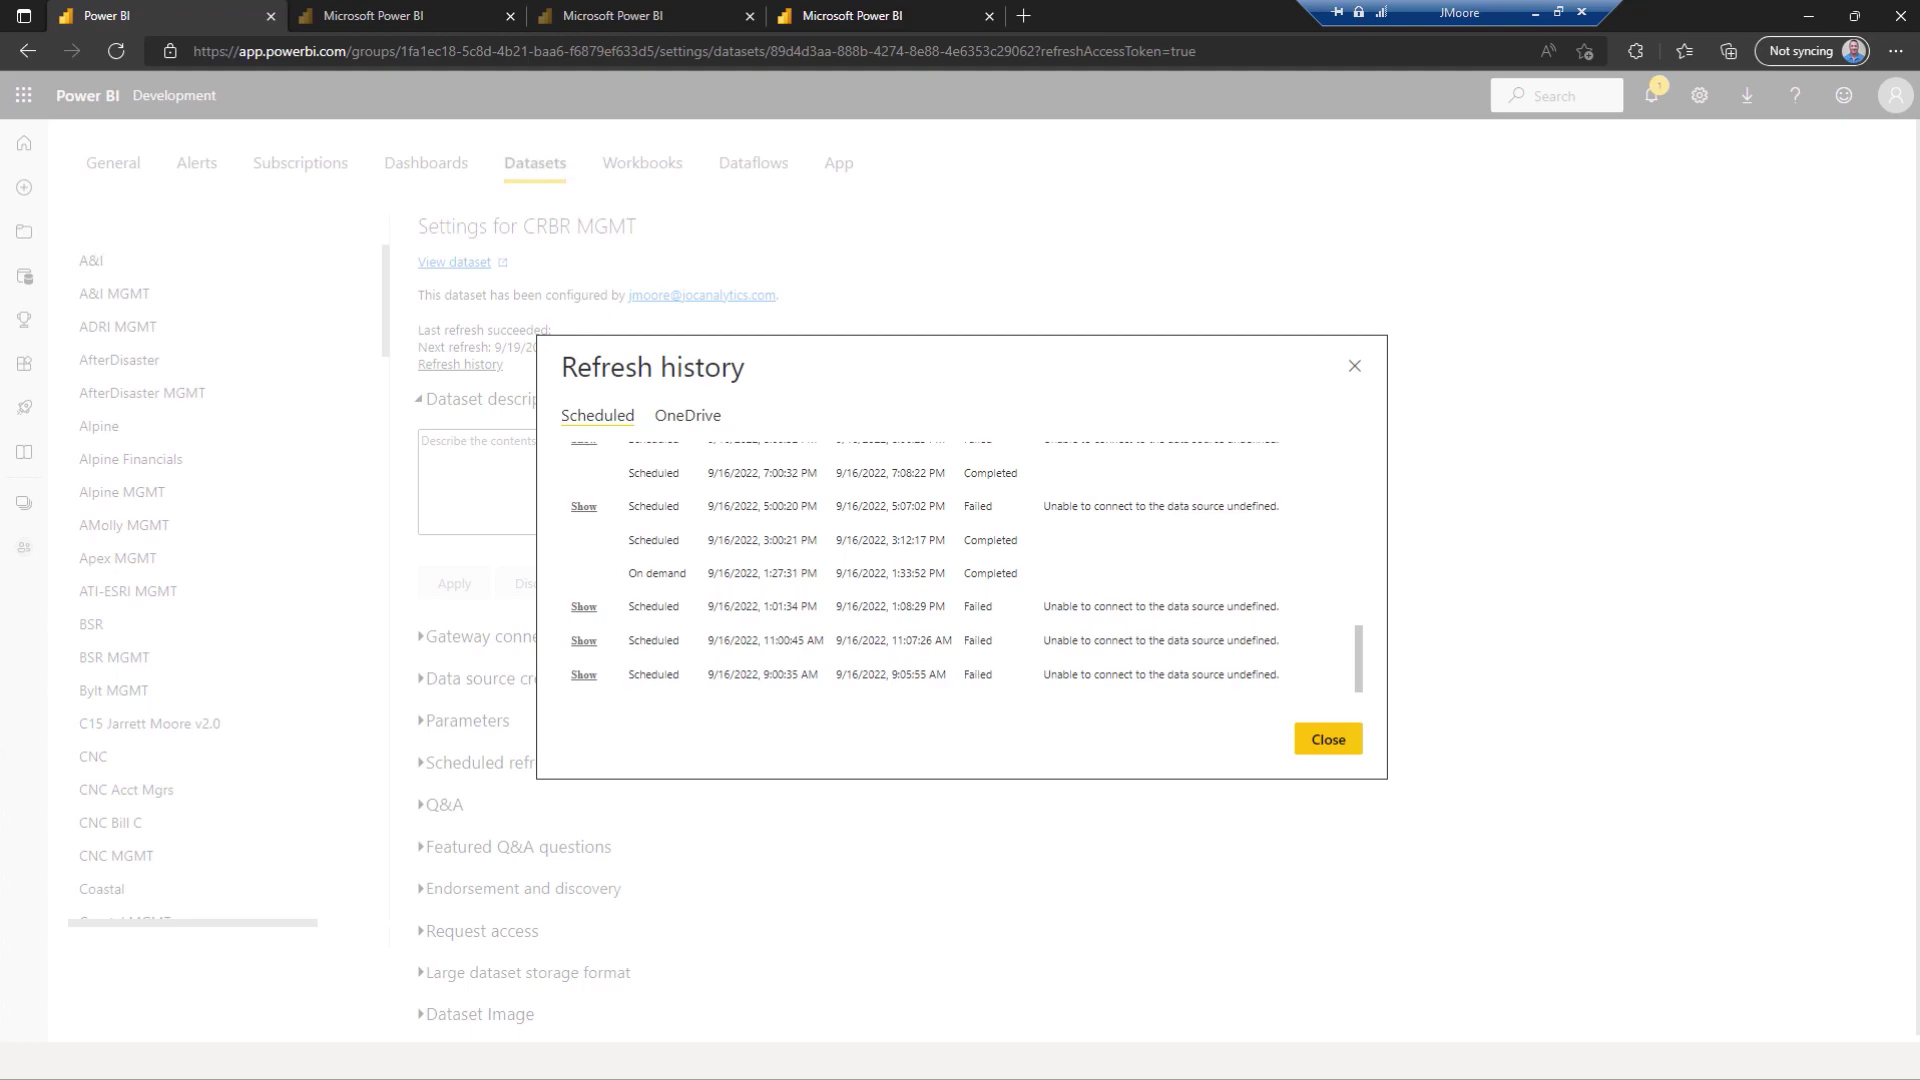 Power BI
Microsoft Power BI
Microsoft Power BI
Microsoft Power BI
JMoore
https://app.powerbi.com/groups/1fa1ec18-5c8d-4b21-baa6-f6879ef633d5/settings/datasets/89d4d3aa-888b-4274-8e88-4e6353c29062?refreshAccessToken=true
Not syncing
Power BI Development
Search
1
General Alerts Subscriptions Dashboards Datasets Workbooks Dataflows App
A&I
A&I MGMT
ADRI MGMT
AfterDisaster
AfterDisaster MGMT
Alpine
Alpine Financials
Alpine MGMT
AMolly MGMT
Apex MGMT
ATI-ESRI MGMT
BSR
BSR MGMT
Bylt MGMT
C15 Jarrett Moore v2.0
CNC
CNC Acct Mgrs
CNC Bill C
CNC MGMT
Coastal
Settings for CRBR MGMT
View dataset
This dataset has been configured by jmoore@jocanalytics.com.
Last refresh succeeded:
Next refresh: 9/19/20
Refresh history
Dataset descrip
Describe the contents
Apply Disc
Gateway conne
Data source cre
Parameters
Scheduled refr
Q&A
Featured Q&A questions
Endorsement and discovery
Request access
Large dataset storage format
Dataset Image
Refresh history
Scheduled OneDrive
Scheduled 9/16/2022, 7:00:32 PM 9/16/2022, 7:08:22 PM Completed
Show Scheduled 9/16/2022, 5:00:20 PM 9/16/2022, 5:07:02 PM Failed Unable to connect to the data source undefined.
Scheduled 9/16/2022, 3:00:21 PM 9/16/2022, 3:12:17 PM Completed
On demand 9/16/2022, 1:27:31 PM 9/16/2022, 1:33:52 PM Completed
Show Scheduled 9/16/2022, 1:01:34 PM 9/16/2022, 1:08:29 PM Failed Unable to connect to the data source undefined.
Show Scheduled 9/16/2022, 11:00:45 AM 9/16/2022, 11:07:26 AM Failed Unable to connect to the data source undefined.
Show Scheduled 9/16/2022, 9:00:35 AM 9/16/2022, 9:05:55 AM Failed Unable to connect to the data source undefined.
Close